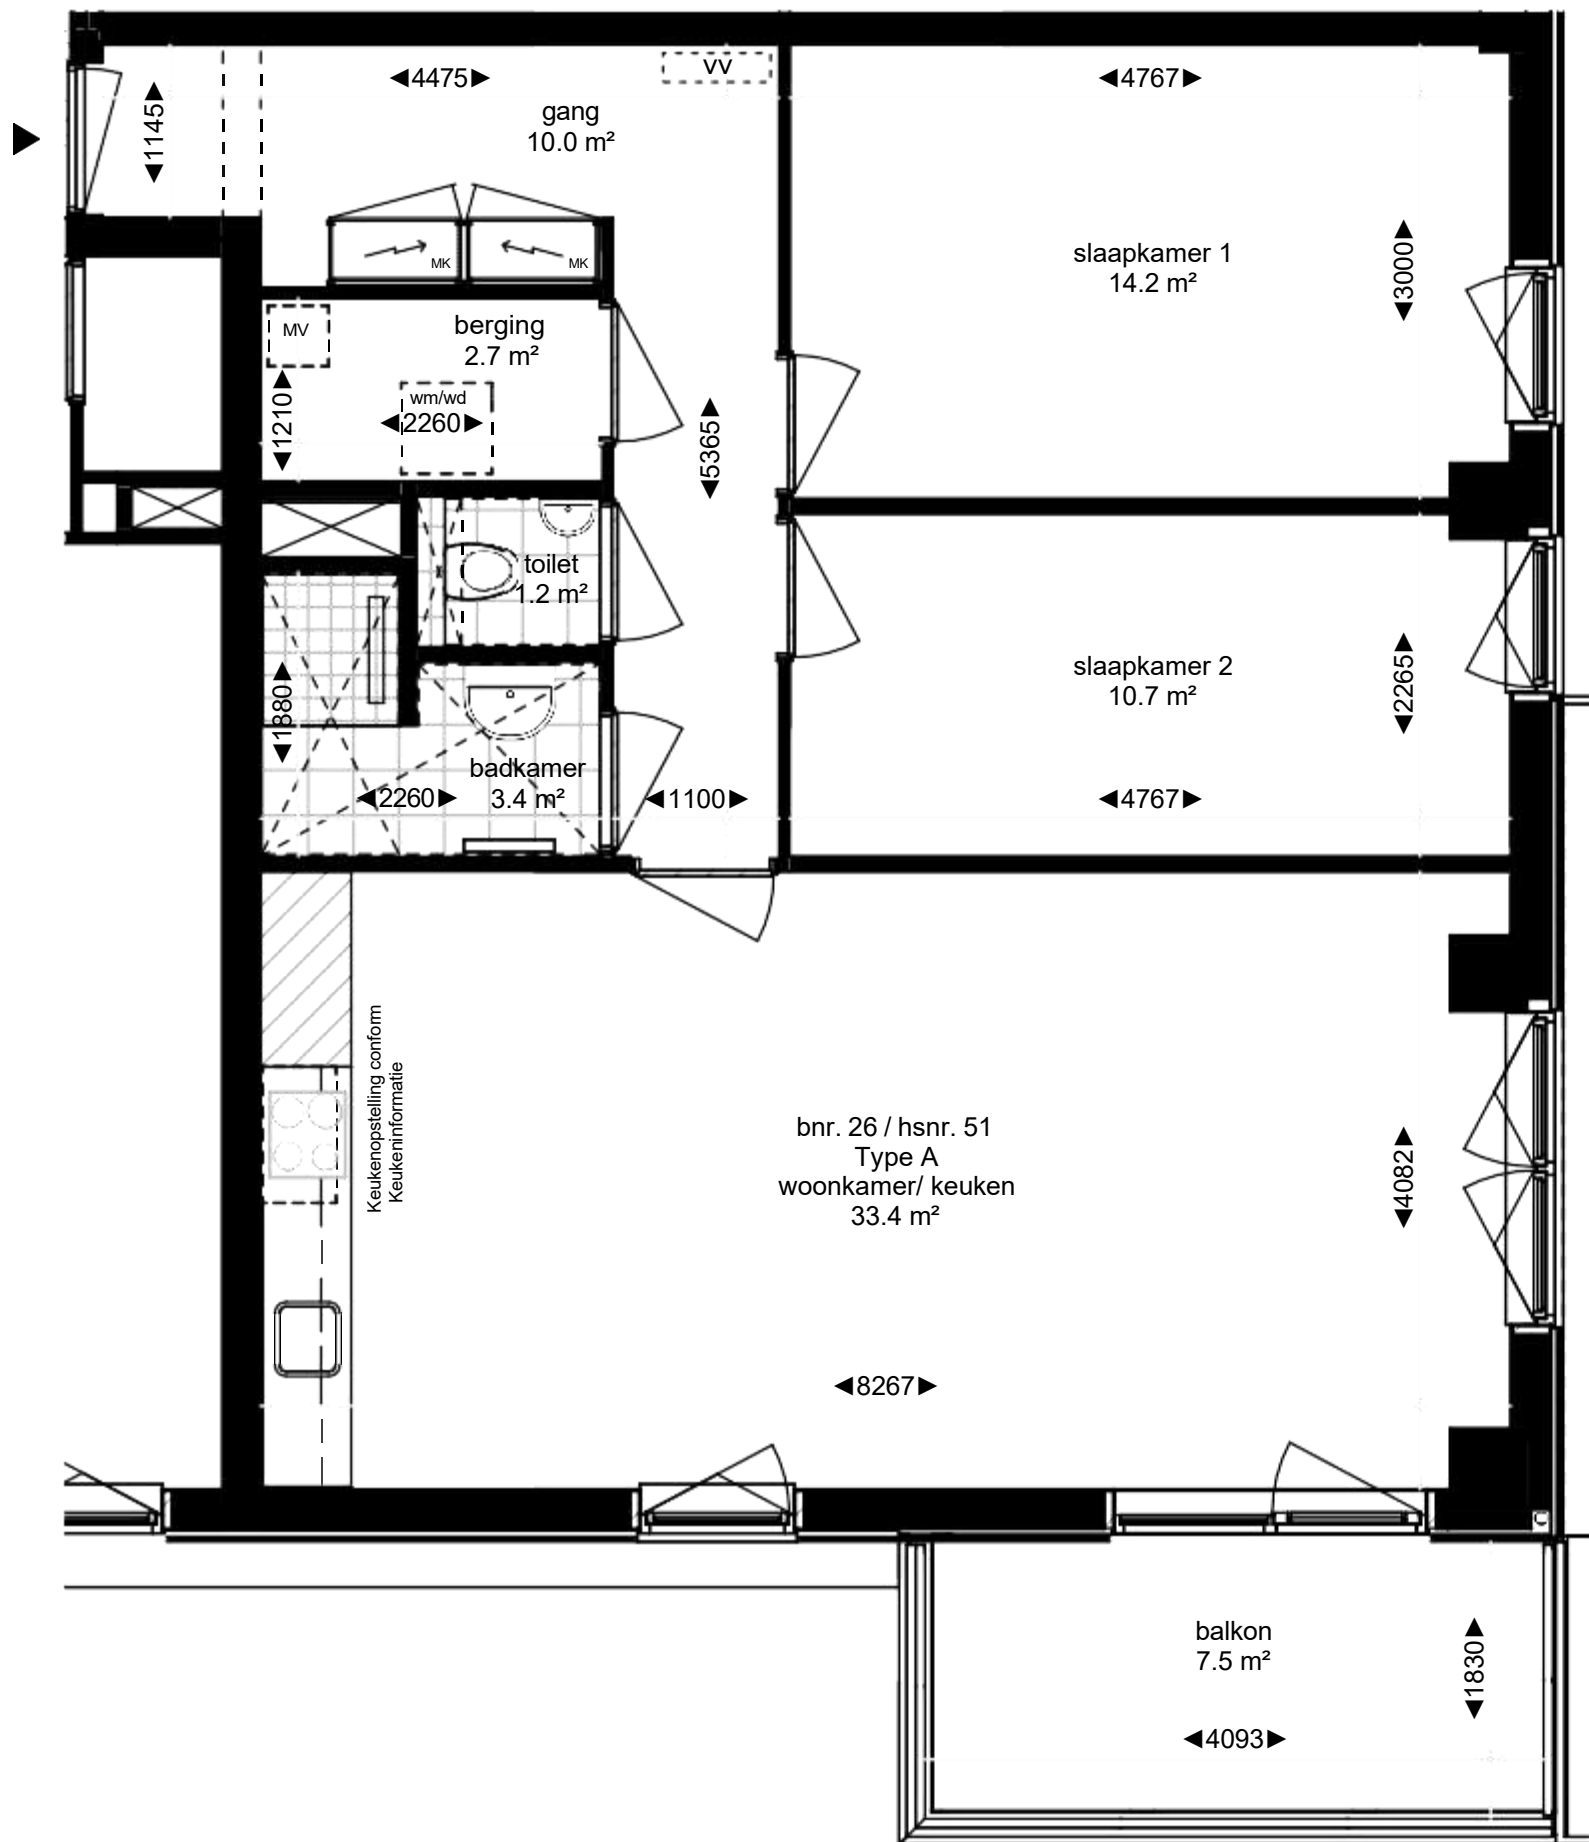 4475
VV
4767
1145
gang
10.0 m²
slaapkamer 1
14.2 m²
3000
MK
MK
MV
berging
2.7 m²
wm/wd
2260
1210
5365
toilet
1.2 m²
slaapkamer 2
10.7 m²
2265
1880
badkamer
3.4 m²
2260
1100
4767
Keukenopstelling conform
Keukeninformatie
bnr. 26 / hsnr. 51
Type A
woonkamer/ keuken
33.4 m²
4082
8267
balkon
7.5 m²
1830
4093